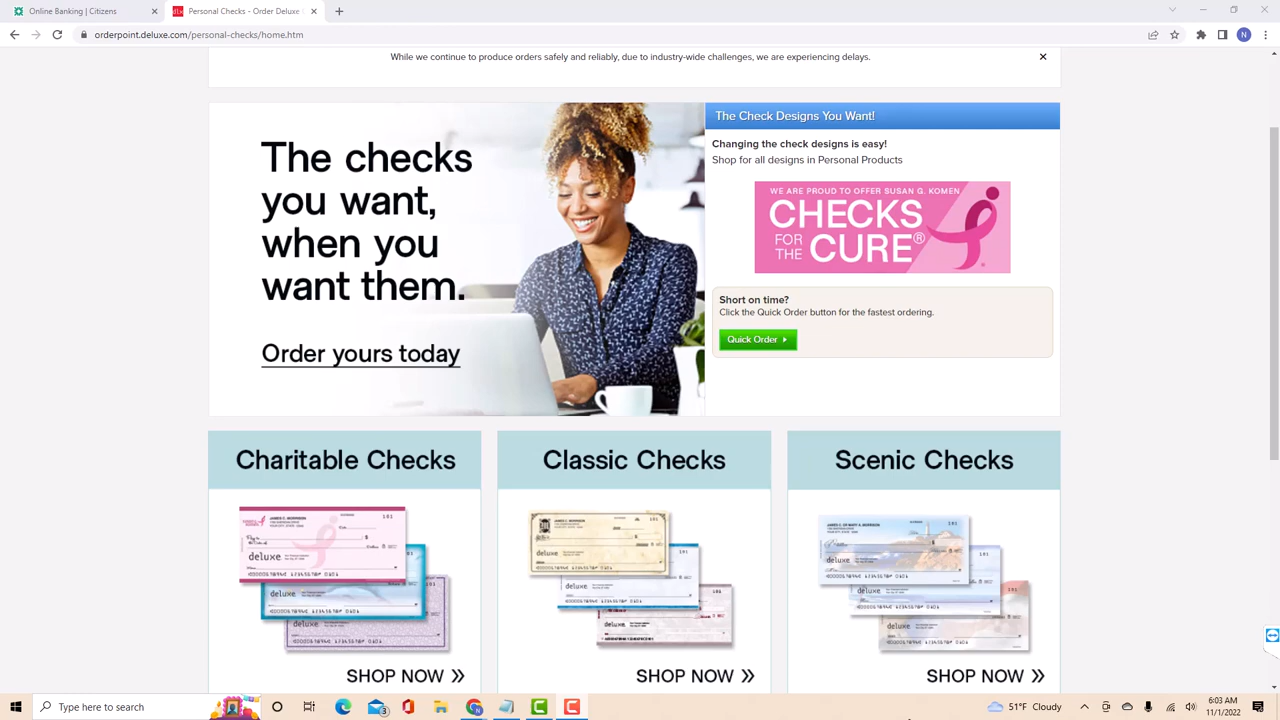 Online Banking | Citizens
Personal Checks - Order Deluxe
orderpoint.deluxe.com/personal-checks/home.htm
N
While we continue to produce orders safely and reliably, due to industry-wide challenges, we are experiencing delays.
The checks
you want,
when you
want them.
Order yours today
The Check Designs You Want!
Changing the check designs is easy!
Shop for all designs in Personal Products
WE ARE PROUD TO OFFER SUSAN G. KOMEN
CHECKS
FOR THE CURE®
Short on time?
Click the Quick Order button for the fastest ordering.
Quick Order
Charitable Checks
deluxe
SHOP NOW »
Classic Checks
deluxe
SHOP NOW »
Scenic Checks
deluxe
SHOP NOW »
Type here to search
3
51°F Cloudy
6:03 AM
11/1/2022